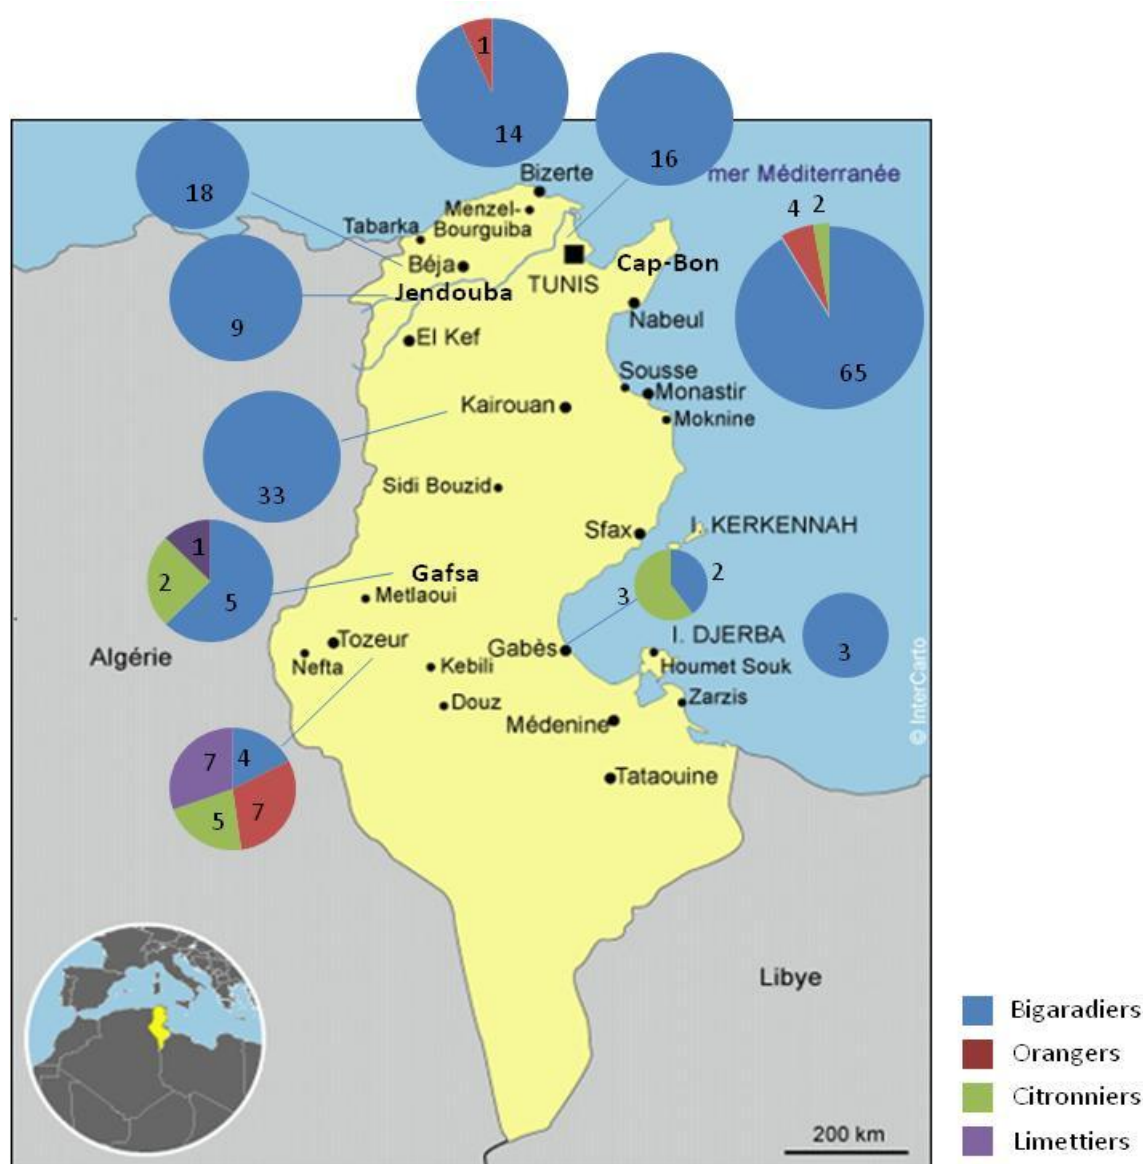 1
14
16
18
Bizerte
mer Méditerranée
Menzel-
Bourguiba
Tabarka
4 2
Béja
Cap-Bon
TUNIS
Jendouba
9
Nabeul
El Kef
Sousse
65
Monastir
Kairouan
Moknine
Sidi Bouzid
33
Sfax
I. KERKENNAH
1
2
5
Gafsa
Metlaoui
2
3
Algérie
Tozeur
Nefta
Kebili
Gabès
I. DJERBA
Houmet Souk
3
Douz
Zarzis
Médenine
© InterCarto
7
4
5
7
Tataouine
Libye
200 km
Bigaradiers
Orangers
Citronniers
Limettiers